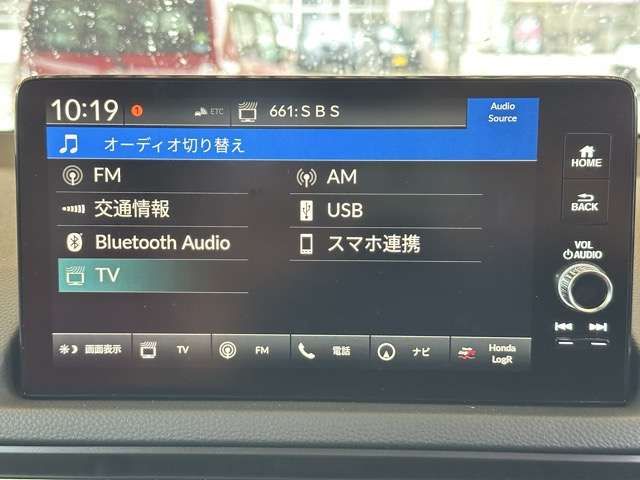 10:19 1 ETC 661:SBS Audio Source
オーディオ切り替え
FM AM
交通情報 USB
Bluetooth Audio スマホ連携
TV
画面表示 TV FM 電話 ナビ Honda LogR
HOME
BACK
VOL
AUDIO